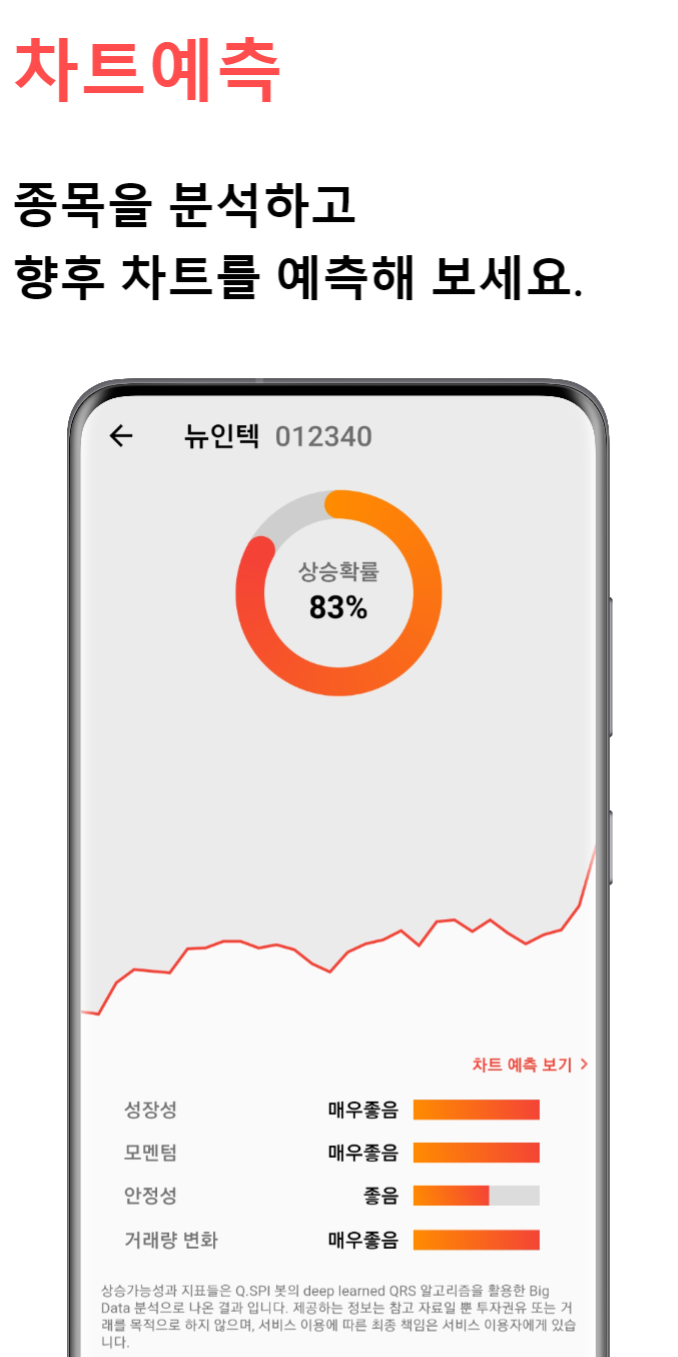 차트예측
종목을 분석하고
향후 차트를 예측해 보세요.
뉴인텍 012340
상승확률
83%
차트 예측 보기 >
성장성 매우좋음
모멘텀 매우좋음
안정성 좋음
거래량 변화 매우좋음
상승가능성과 지표들은 Q.SPI 봇의 deep learned QRS 알고리즘을 활용한 Big
Data 분석으로 나온 결과 입니다. 제공하는 정보는 참고 자료일 뿐 투자권유 또는 거
래를 목적으로 하지 않으며, 서비스 이용에 따른 최종 책임은 서비스 이용자에게 있습
니다.